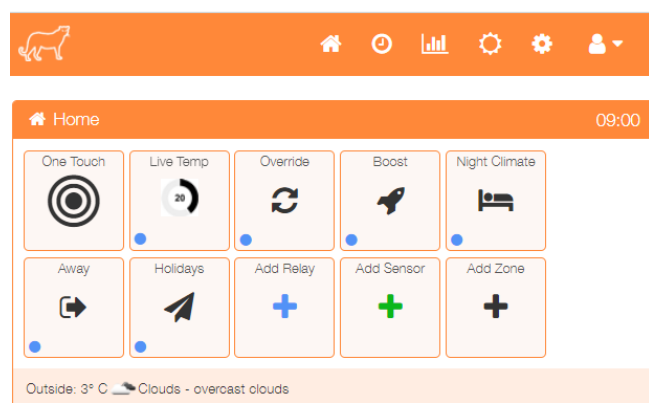 Home 09:00
One Touch Live Temp Override Boost Night Climate
20
Away Holidays Add Relay Add Sensor Add Zone
Outside: 3° C Clouds - overcast clouds